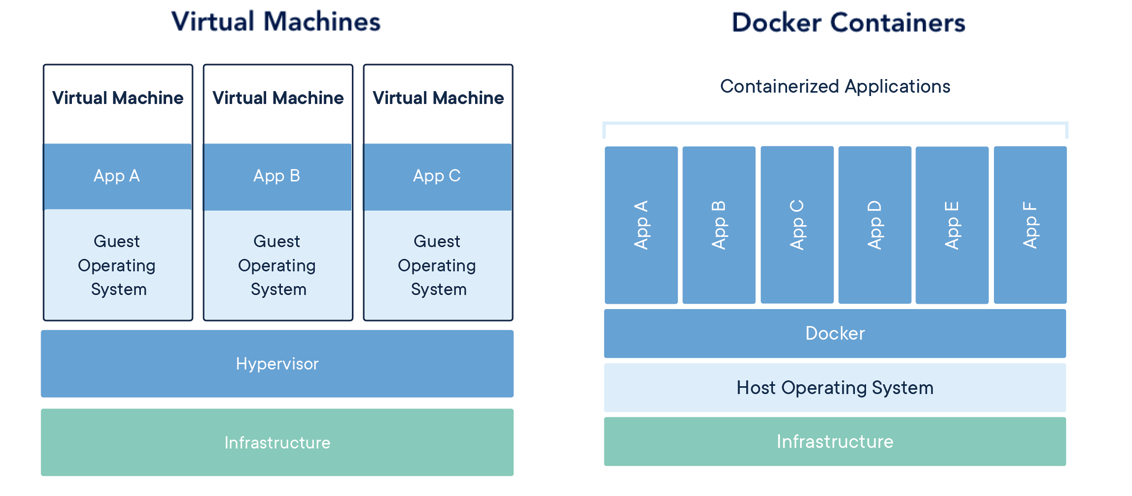 Virtual Machines
Virtual Machine
App A
Guest
Operating
System
Virtual Machine
App B
Guest
Operating
System
Virtual Machine
App C
Guest
Operating
System
Hypervisor
Infrastructure
Docker Containers
Containerized Applications
App A
App B
App C
App D
App E
App F
Docker
Host Operating System
Infrastructure